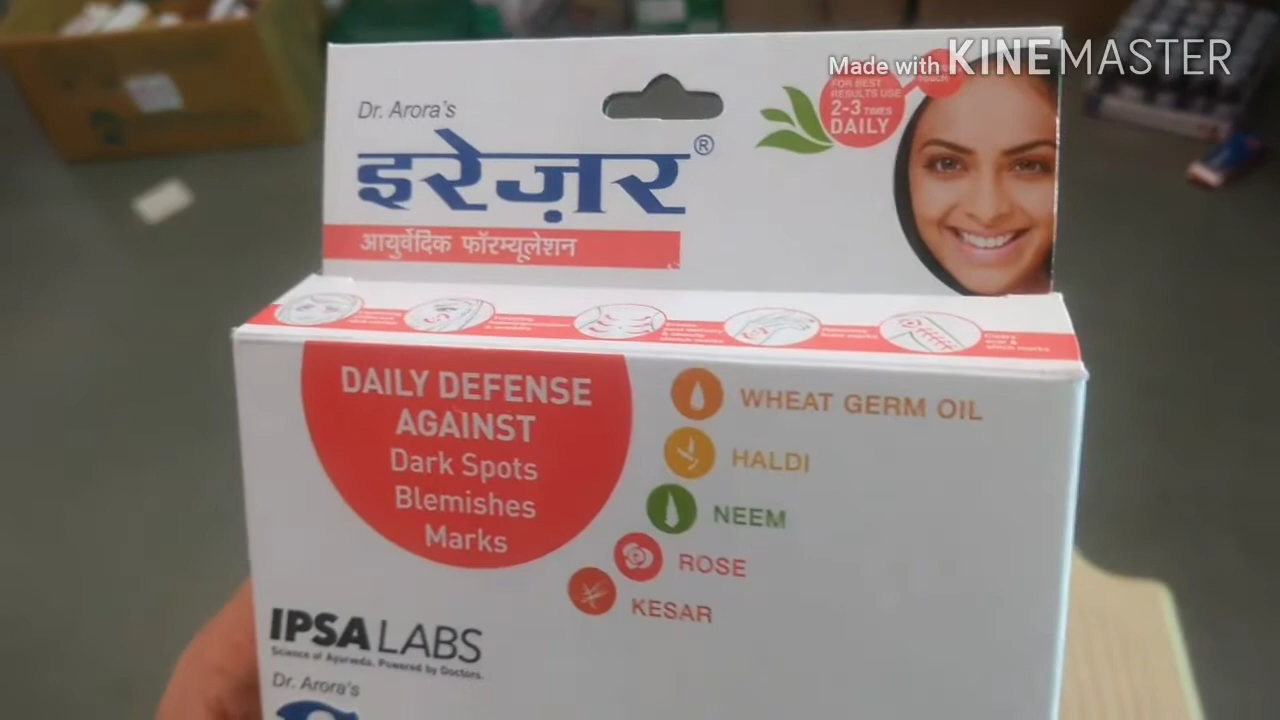 Made with KINEMASTER
Dr. Arora's
इरेज़र®
आयुर्वेदिक फॉरम्यूलेशन
FOR BEST
RESULTS USE
2-3 TIMES
DAILY
DAILY DEFENSE
AGAINST
Dark Spots
Blemishes
Marks
WHEAT GERM OIL
HALDI
NEEM
ROSE
KESAR
IPSA LABS
Science of Ayurveda. Powered by Doctors.
Dr. Arora's